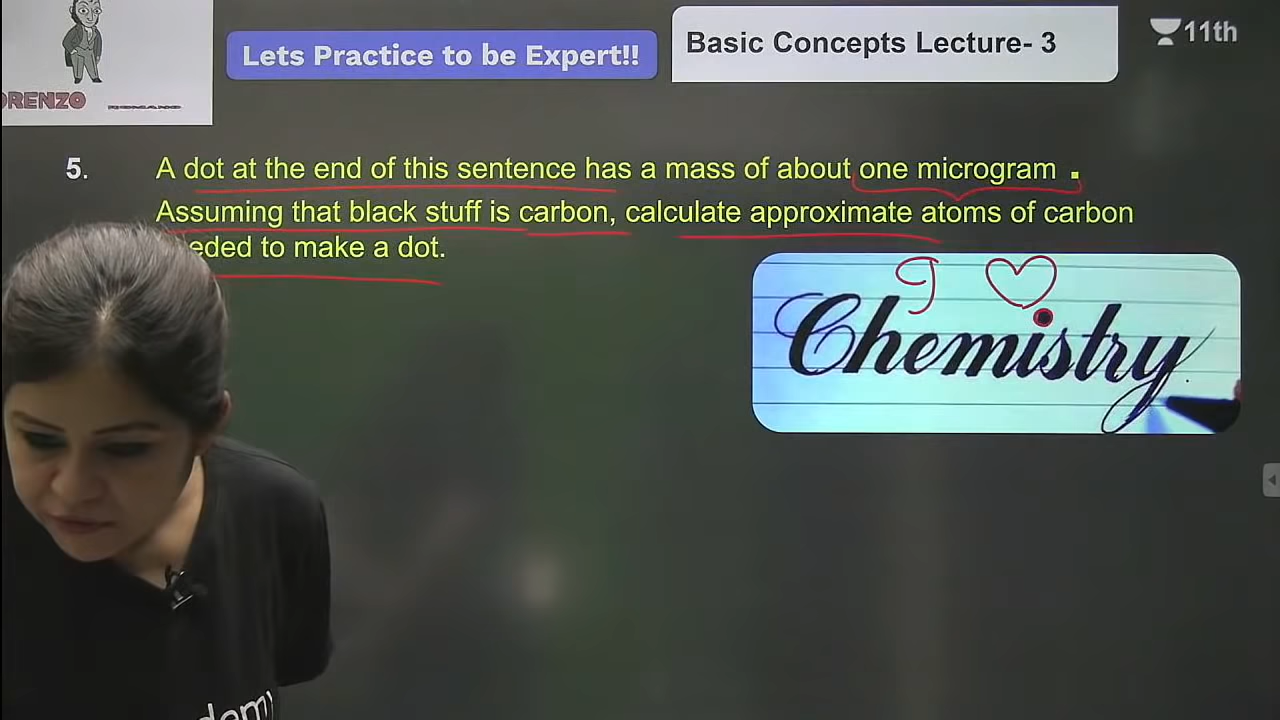 ORENZO
Lets Practice to be Expert!!
Basic Concepts Lecture- 3
11th
5. A dot at the end of this sentence has a mass of about one microgram .
Assuming that black stuff is carbon, calculate approximate atoms of carbon
eded to make a dot.
I ♡
Chemistry
demy